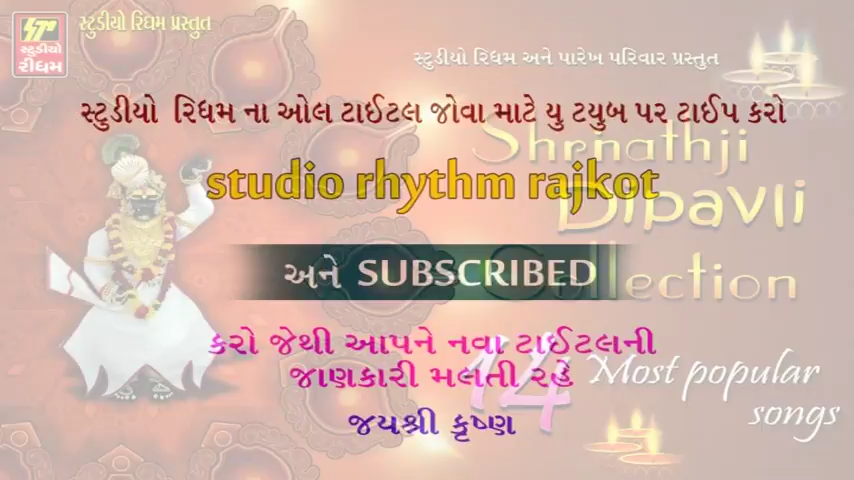 સ્ટુડીયો રીધમ
સ્ટુડીયો રિધમ પ્રસ્તુત
સ્ટુડીયો રિધમ અને પારેખ પરિવાર પ્રસ્તુત
સ્ટુડીયો રિધમ ના ઓલ ટાઈટલ જોવા માટે યુ ટયુબ પર ટાઈપ કરો
Shrnathji
studio rhythm rajkot
Dipavli
અને SUBSCRIBED
Collection
કરો જેથી આપને નવા ટાઈટલની
જાણકારી મલતી રહે
14 Most popular
songs
જયશ્રી કૃષ્ણ